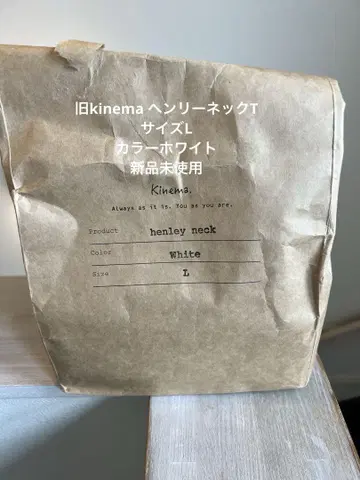 旧kinema ヘンリーネックT
サイズL
カラーホワイト
新品未使用
Kinema.
Always as it is. You as you are.
Product henley neck
Color White
Size L